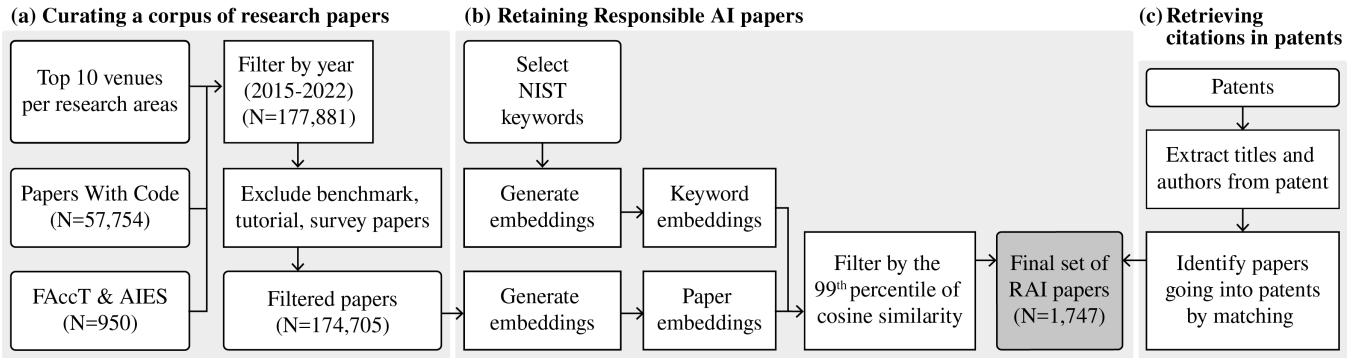 (a) Curating a corpus of research papers
Top 10 venues
per research areas
Papers With Code
(N=57,754)
FAccT & AIES
(N=950)
Filter by year
(2015-2022)
(N=177,881)
Exclude benchmark,
tutorial, survey papers
Filtered papers
(N=174,705)
(b) Retaining Responsible AI papers
Select
NIST
keywords
Generate
embeddings
Keyword
embeddings
Generate
embeddings
Paper
embeddings
Filter by the
99th percentile of
cosine similarity
Final set of
RAI papers
(N=1,747)
(c) Retrieving
citations in patents
Patents
Extract titles and
authors from patent
Identify papers
going into patents
by matching